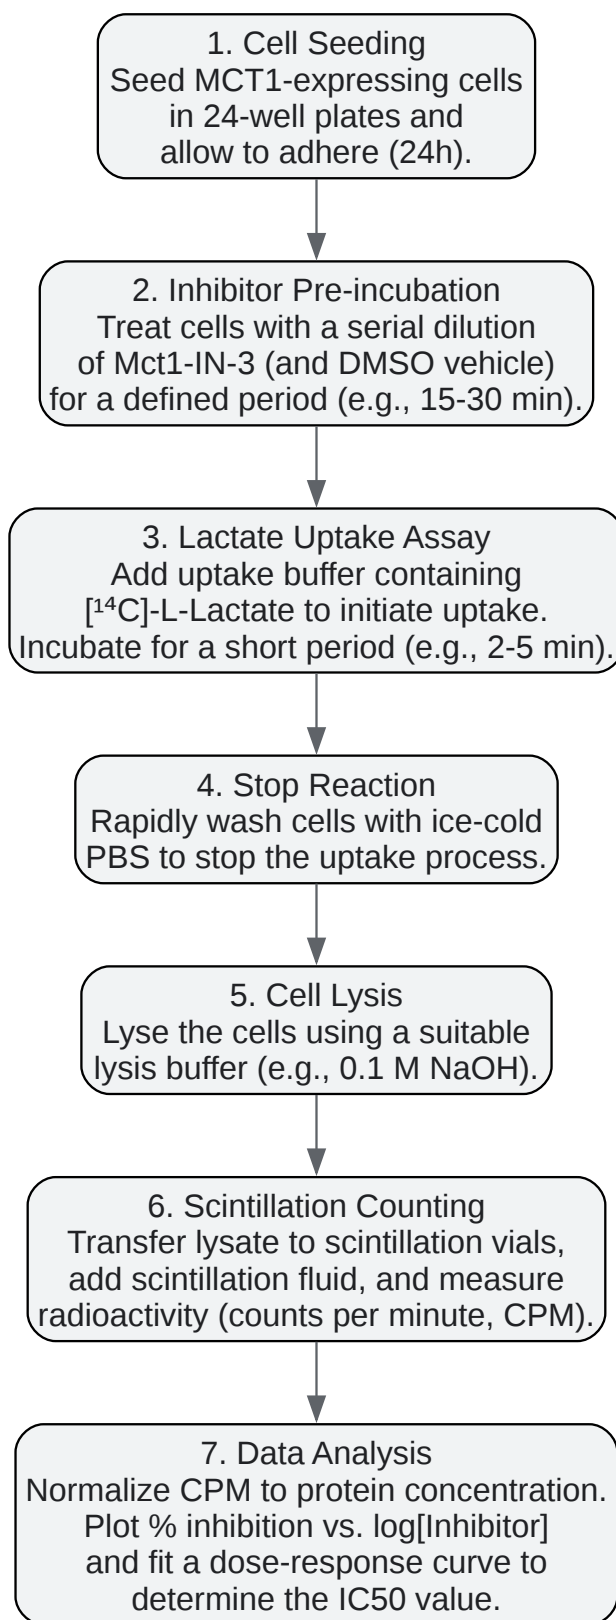 1. Cell Seeding
Seed MCT1-expressing cells
in 24-well plates and
allow to adhere (24h).
2. Inhibitor Pre-incubation
Treat cells with a serial dilution
of Mct1-IN-3 (and DMSO vehicle)
for a defined period (e.g., 15-30 min).
3. Lactate Uptake Assay
Add uptake buffer containing
[¹⁴C]-L-Lactate to initiate uptake.
Incubate for a short period (e.g., 2-5 min).
4. Stop Reaction
Rapidly wash cells with ice-cold
PBS to stop the uptake process.
5. Cell Lysis
Lyse the cells using a suitable
lysis buffer (e.g., 0.1 M NaOH).
6. Scintillation Counting
Transfer lysate to scintillation vials,
add scintillation fluid, and measure
radioactivity (counts per minute, CPM).
7. Data Analysis
Normalize CPM to protein concentration.
Plot % inhibition vs. log[Inhibitor]
and fit a dose-response curve to
determine the IC50 value.